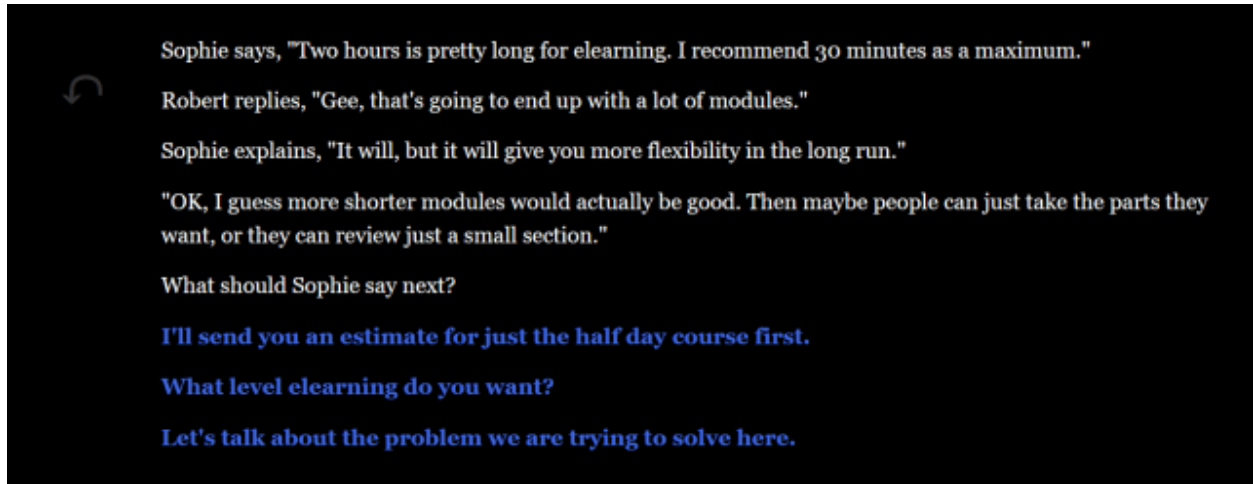 Sophie says, "Two hours is pretty long for elearning. I recommend 30 minutes as a maximum."
Robert replies, "Gee, that's going to end up with a lot of modules."
Sophie explains, "It will, but it will give you more flexibility in the long run."
"OK, I guess more shorter modules would actually be good. Then maybe people can just take the parts they
want, or they can review just a small section."
What should Sophie say next?
I'll send you an estimate for just the half day course first.
What level elearning do you want?
Let's talk about the problem we are trying to solve here.